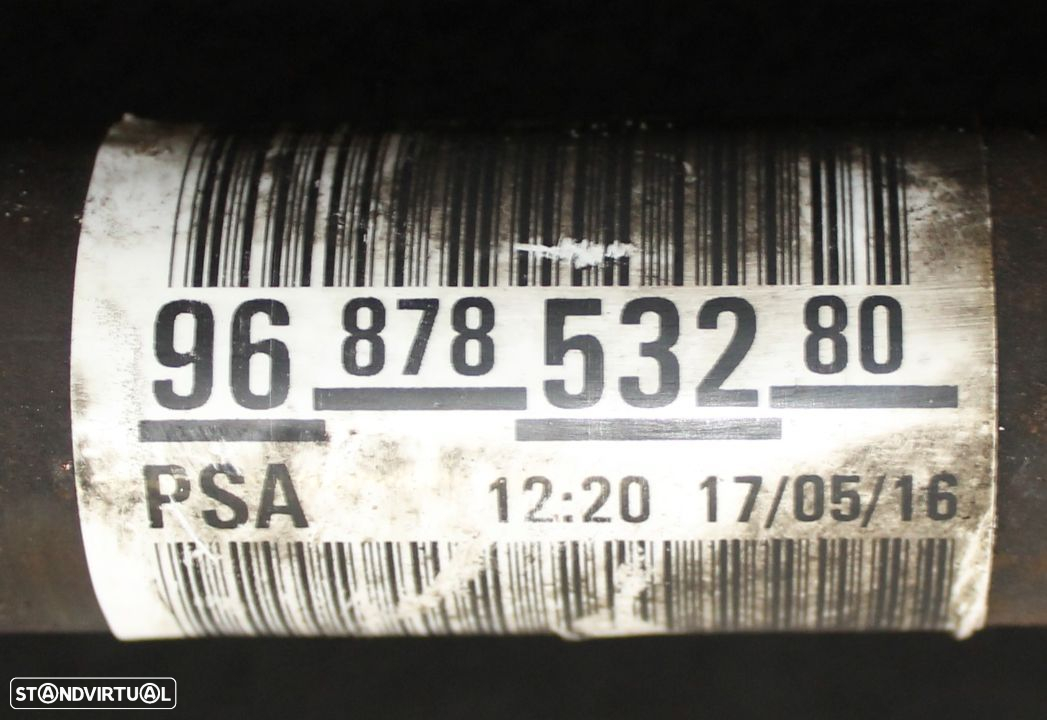 96 878 532 80
PSA 12:20 17/05/16
STANDVIRTUAL